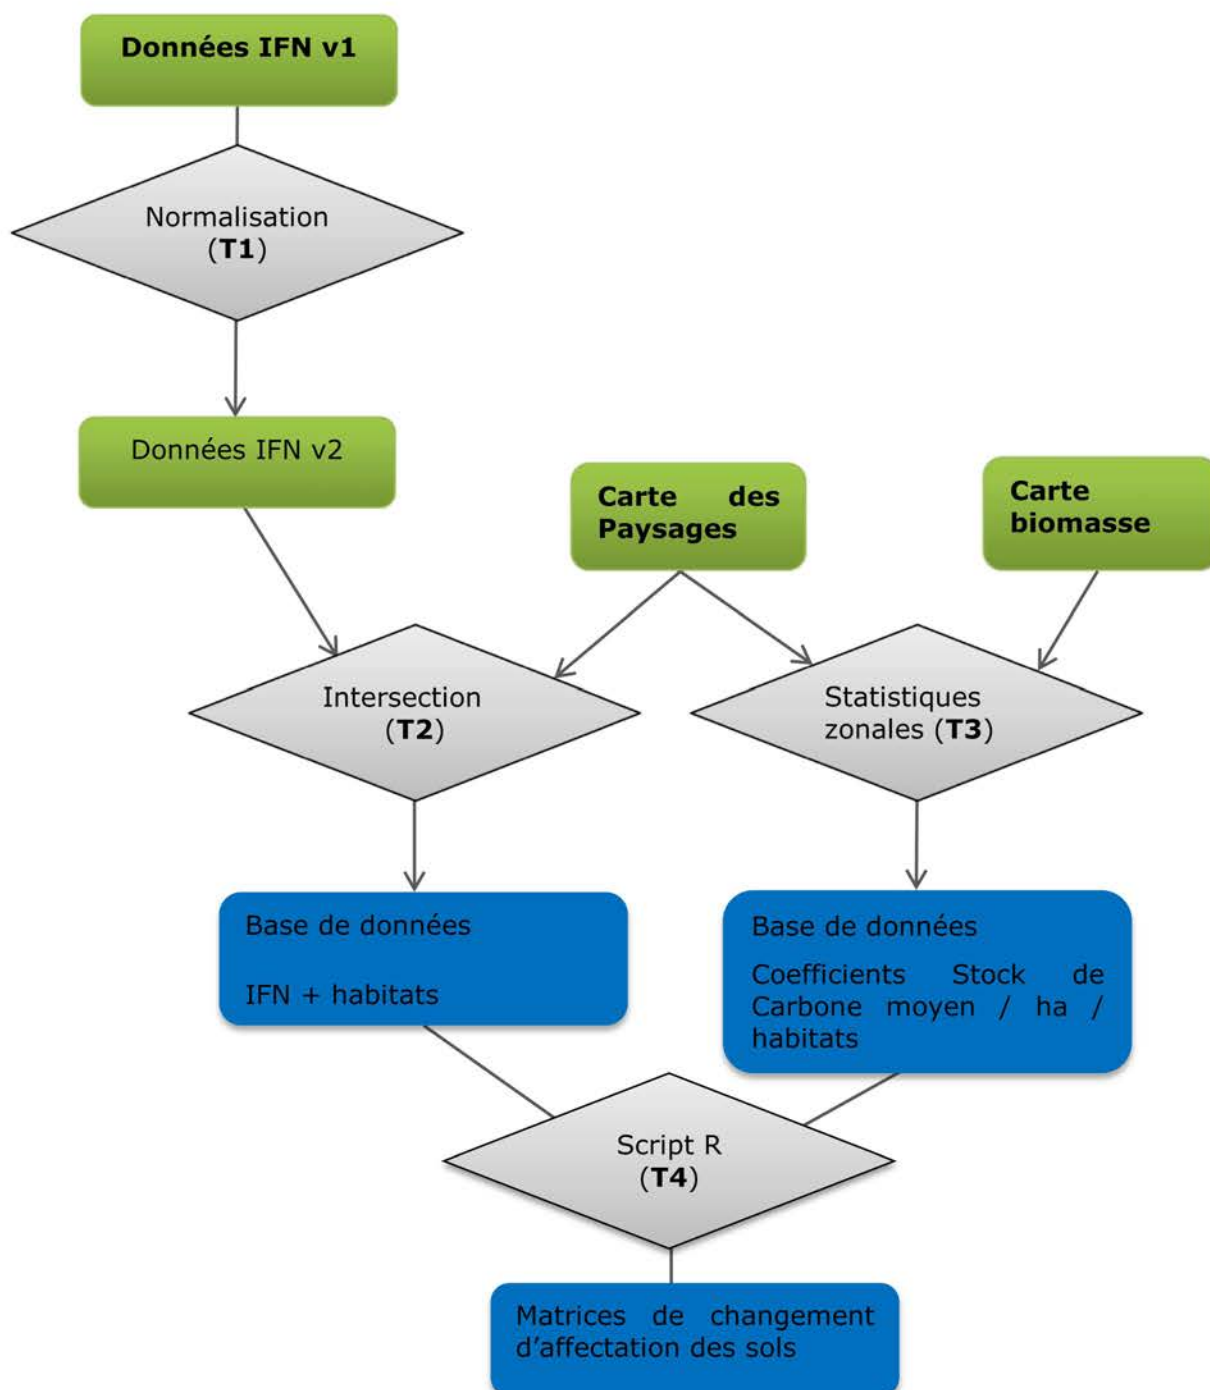 Données IFN v1
Normalisation
(T1)
Données IFN v2
Carte des
Paysages
Carte
biomasse
Intersection
(T2)
Statistiques
zonales (T3)
Base de données
IFN + habitats
Base de données
Coefficients Stock de
Carbone moyen / ha /
habitats
Script R
(T4)
Matrices de changement
d’affectation des sols